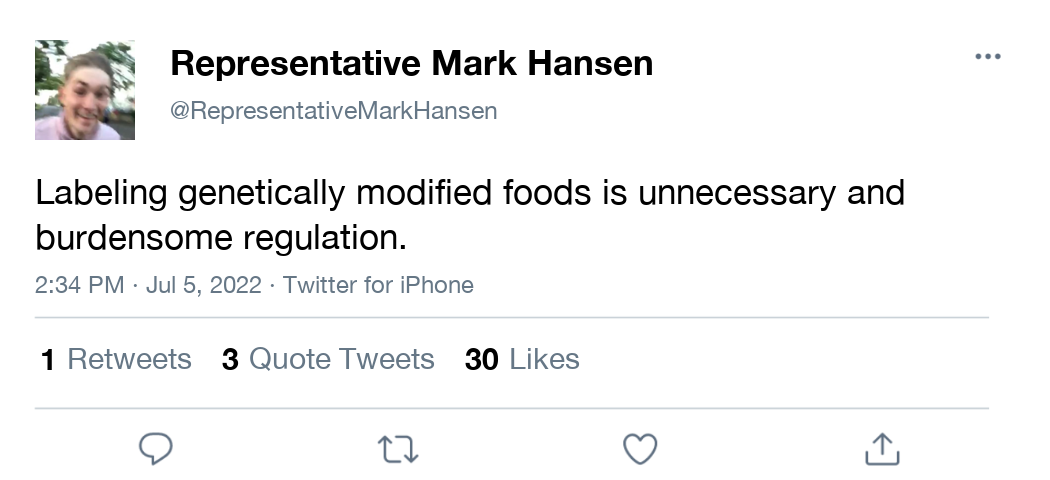 Representative Mark Hansen
@RepresentativeMarkHansen
Labeling genetically modified foods is unnecessary and
burdensome regulation.
2:34 PM · Jul 5, 2022 · Twitter for iPhone
1 Retweets 3 Quote Tweets 30 Likes